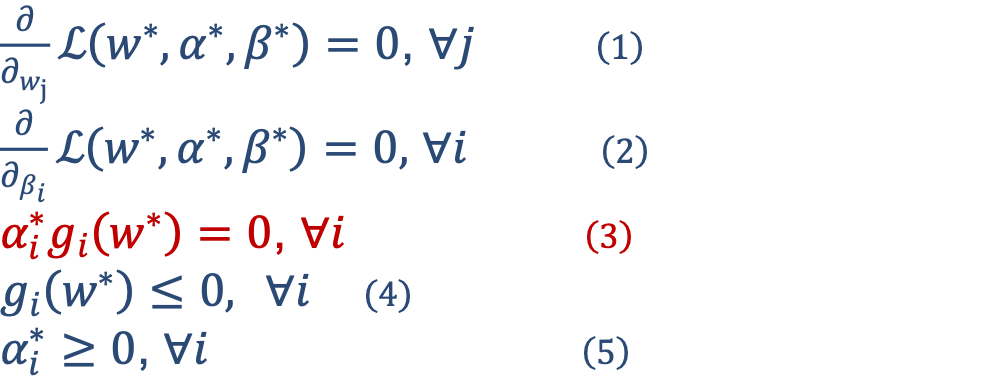 ∂/∂_{w_j} ℒ(w*, α*, β*) = 0, ∀j (1)
∂/∂_{β_i} ℒ(w*, α*, β*) = 0, ∀i (2)
α_i^* g_i(w*) = 0, ∀i (3)
g_i(w*) ≤ 0, ∀i (4)
α_i^* ≥ 0, ∀i (5)